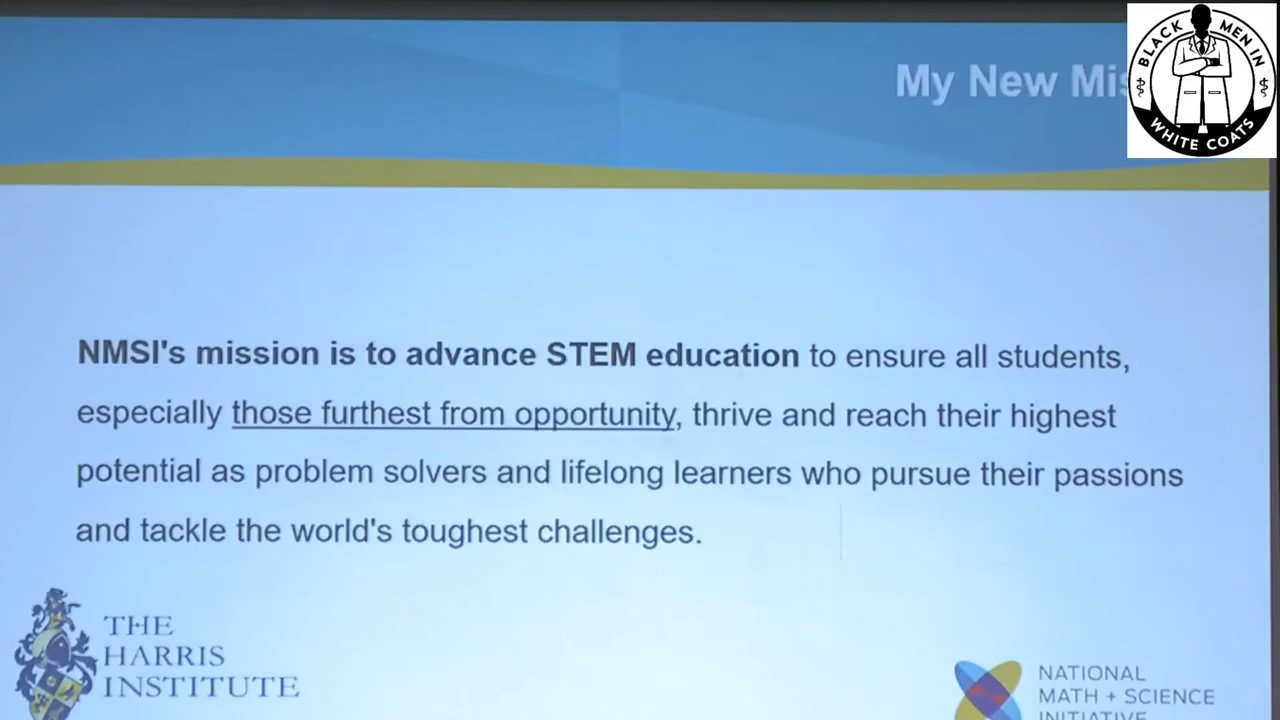 My New Mis
BLACK MEN IN
WHITE COATS
NMSI's mission is to advance STEM education to ensure all students,
especially those furthest from opportunity, thrive and reach their highest
potential as problem solvers and lifelong learners who pursue their passions
and tackle the world's toughest challenges.
THE
HARRIS
INSTITUTE
NATIONAL
MATH + SCIENCE
INITIATIVE